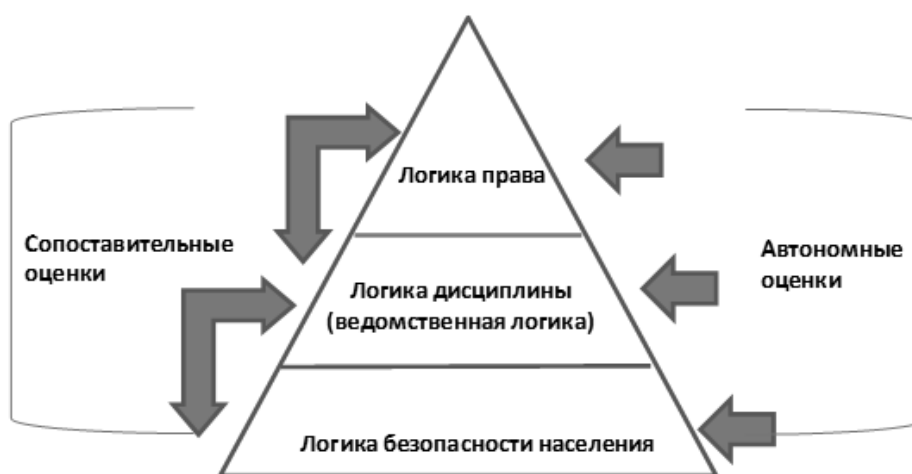 Логика права
Сопоставительные
оценки
Автономные
оценки
Логика дисциплины
(ведомственная логика)
Логика безопасности населения